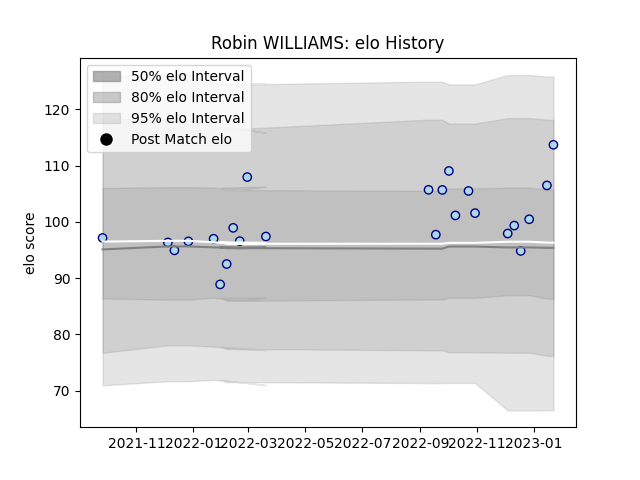 Robin WILLIAMS: elo History
50% elo Interval
80% elo Interval
95% elo Interval
Post Match elo
elo score
120
110
100
90
80
70
2021-11 2022-01 2022-03 2022-05 2022-07 2022-09 2022-11 2023-01